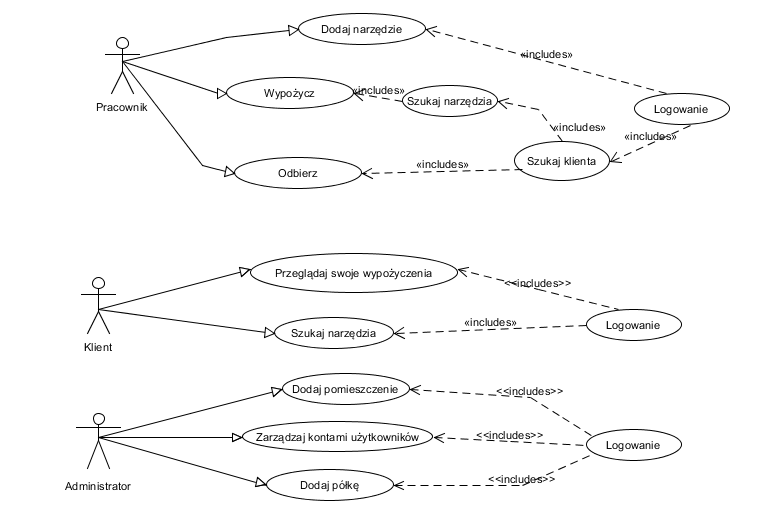 Dodaj narzędzie
«includes»
Pracownik
Wypożycz
«includes»
Szukaj narzędzia
Logowanie
«includes»
«includes»
Szukaj klienta
«includes»
Odbierz
Przeglądaj swoje wypożyczenia
<<includes>>
Klient
Szukaj narzędzia
«includes»
Logowanie
Dodaj pomieszczenie
<<includes>>
Zarządzaj kontami użytkowników
<<includes>>
Logowanie
Administrator
Dodaj półkę
<<includes>>